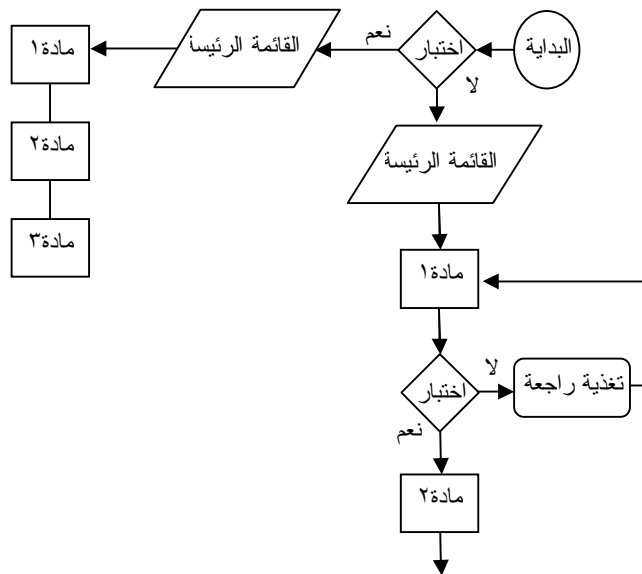 البداية
اختبار
نعم
القائمة الرئيسة
مادة١
لا
مادة٢
القائمة الرئيسة
مادة٣
مادة١
لا
اختبار
تغذية راجعة
نعم
مادة٢